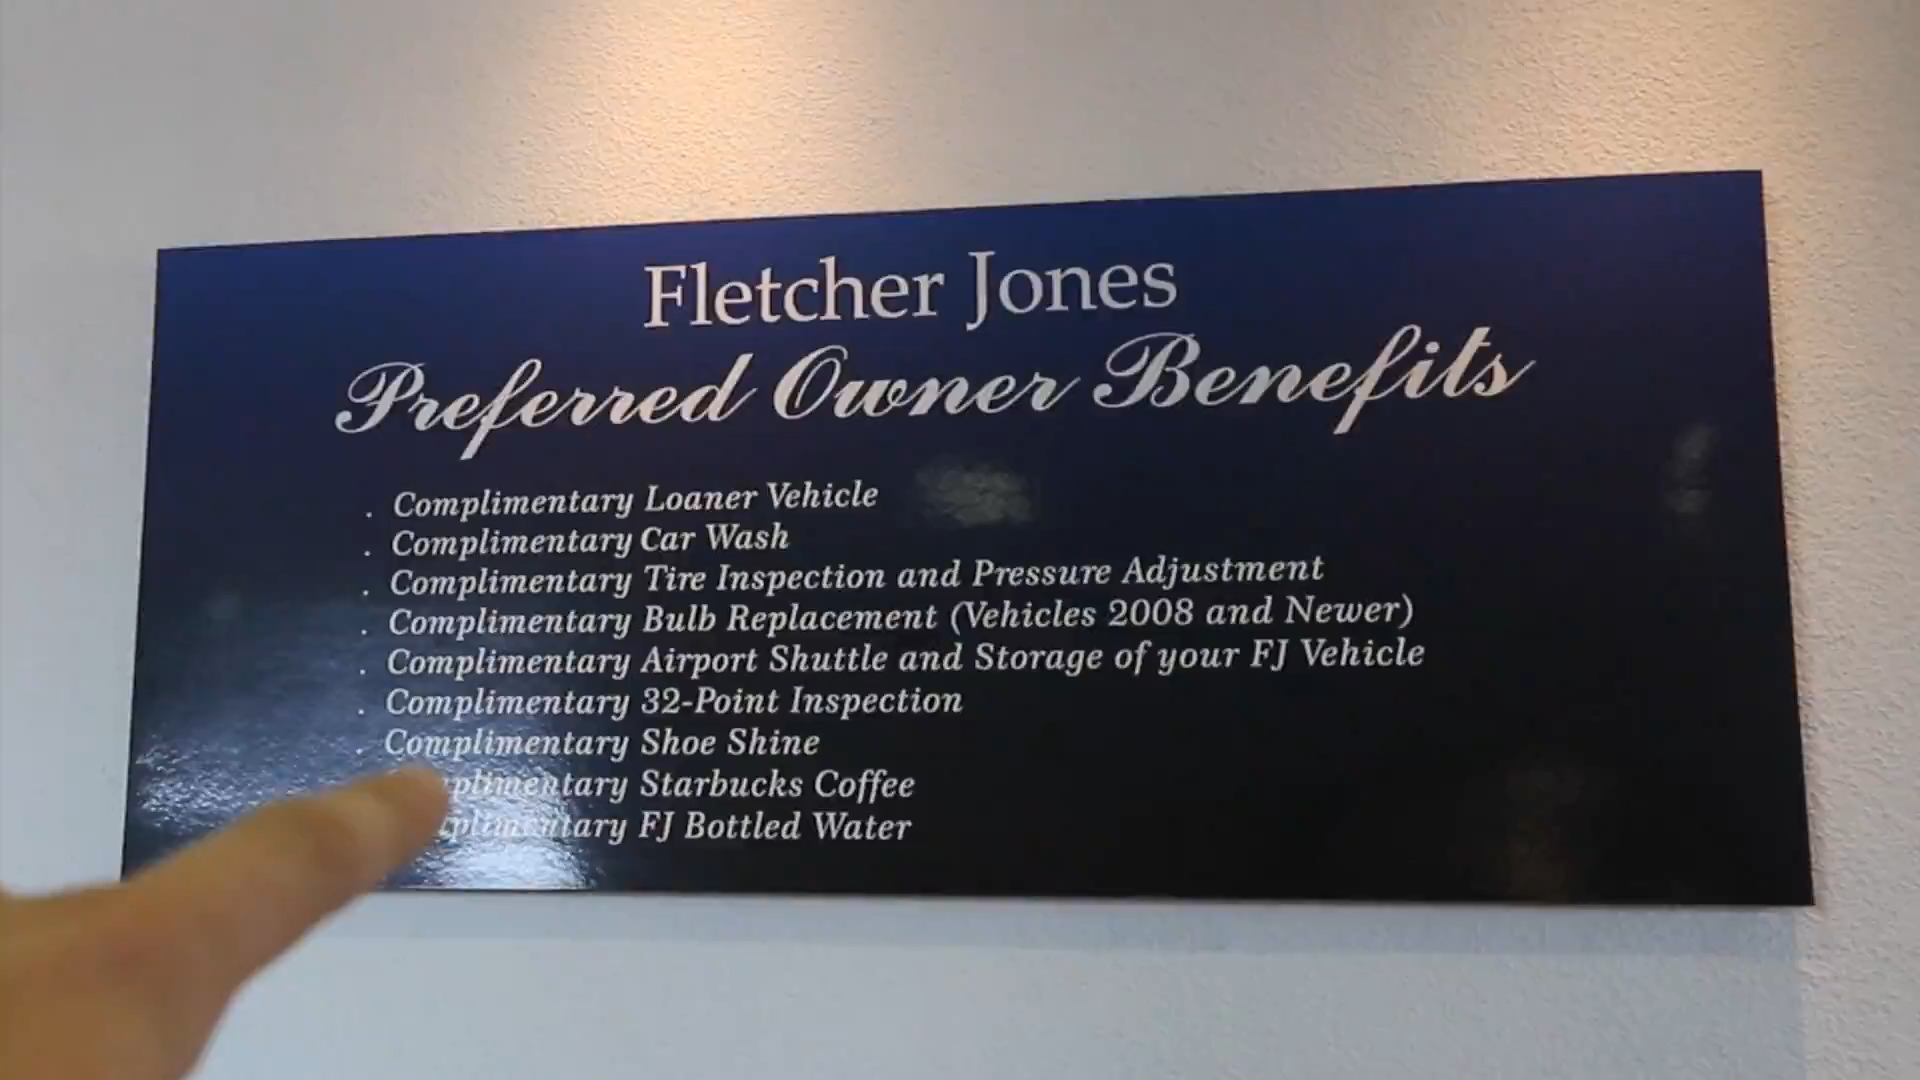 Fletcher Jones
Preferred Owner Benefits
. Complimentary Loaner Vehicle
. Complimentary Car Wash
. Complimentary Tire Inspection and Pressure Adjustment
. Complimentary Bulb Replacement (Vehicles 2008 and Newer)
. Complimentary Airport Shuttle and Storage of your FJ Vehicle
. Complimentary 32-Point Inspection
. Complimentary Shoe Shine
plimentary Starbucks Coffee
plimentary FJ Bottled Water